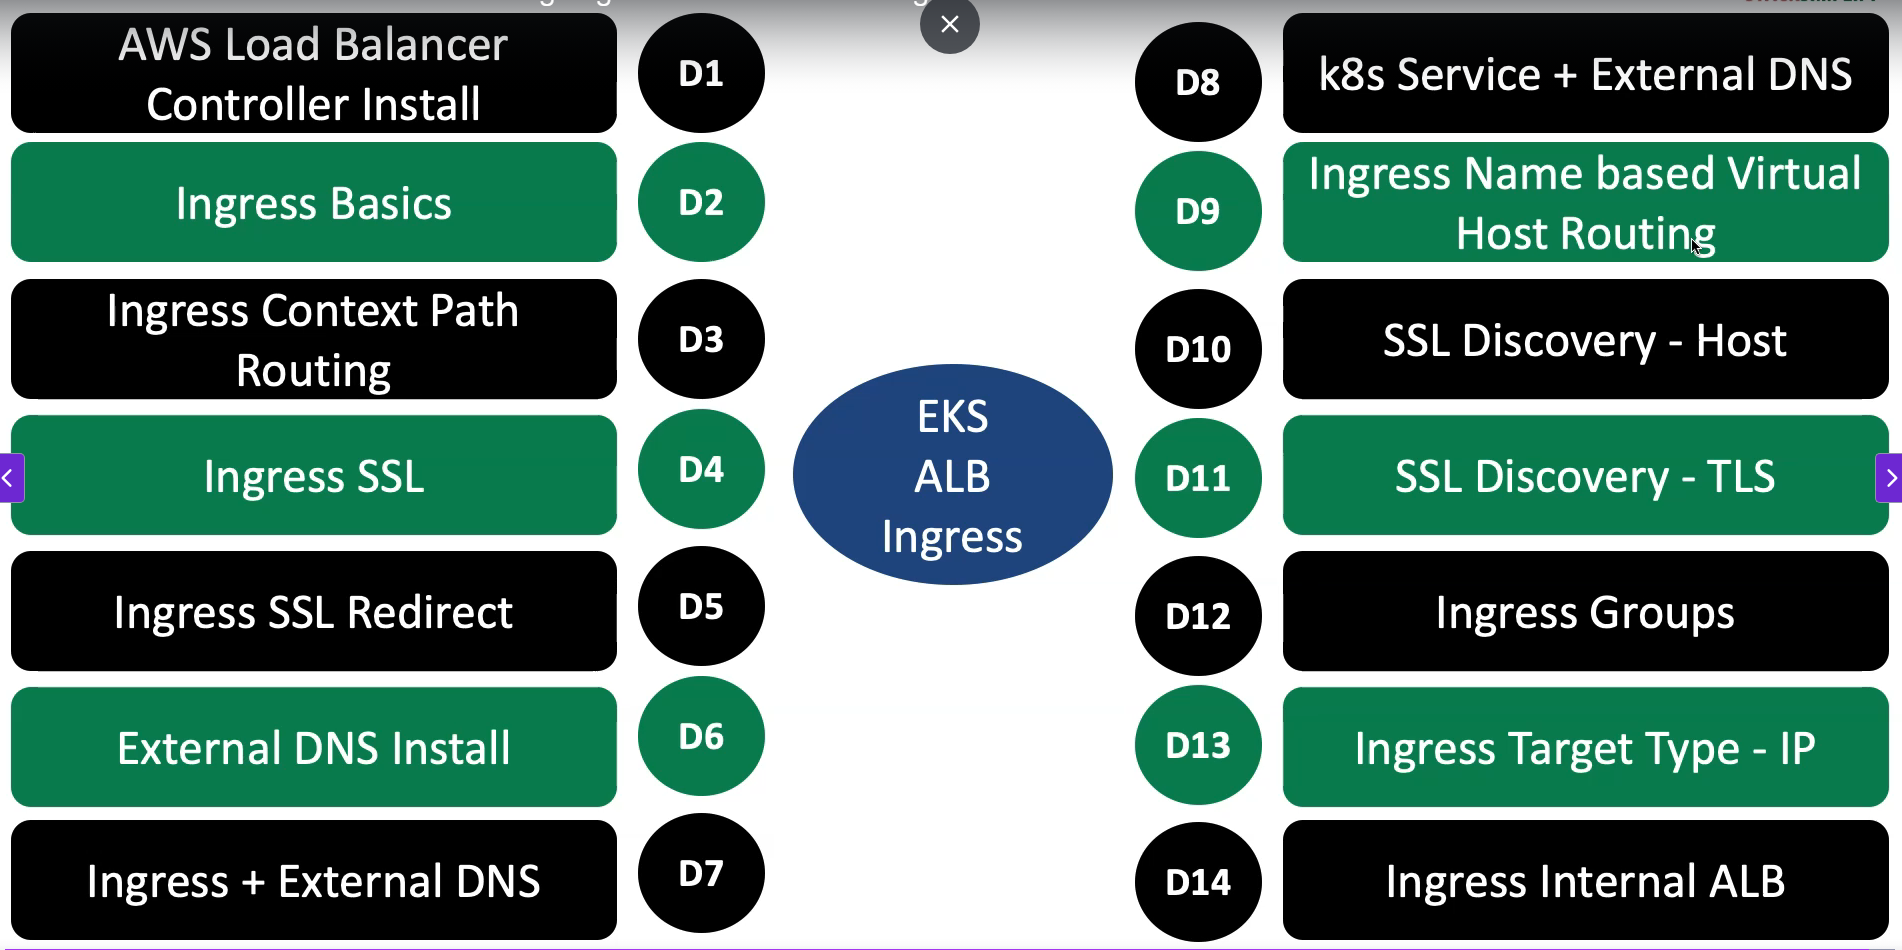 AWS Load Balancer
Controller Install
D1
Ingress Basics
D2
Ingress Context Path
Routing
D3
Ingress SSL
D4
Ingress SSL Redirect
D5
External DNS Install
D6
Ingress + External DNS
D7
EKS
ALB
Ingress
D8
k8s Service + External DNS
D9
Ingress Name based Virtual
Host Routing
D10
SSL Discovery - Host
D11
SSL Discovery - TLS
D12
Ingress Groups
D13
Ingress Target Type - IP
D14
Ingress Internal ALB